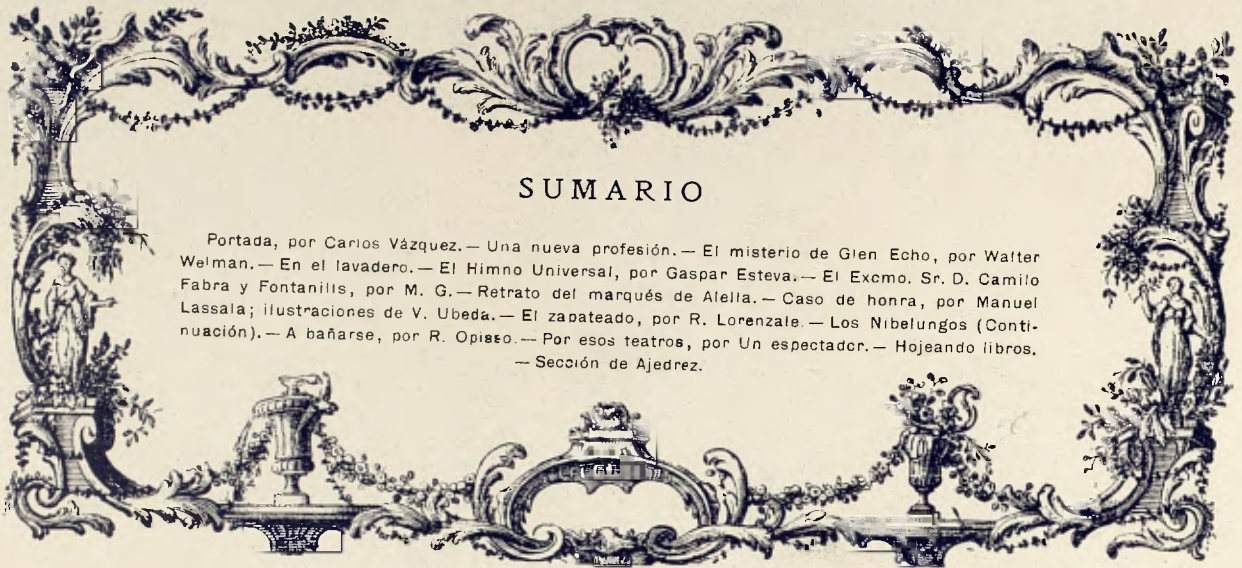 SUMARIO
Portada, por Carlos Vázquez.— Una nueva profesión.— El misterio de Glen Echo, por Walter
Welman.— En el lavadero.— El Himno Universal, por Gaspar Esteva.— El Excmo. Sr. D. Camilo
Fabra y Fontanills, por M. G.— Retrato del marqués de Alella.— Caso de honra, por Manuel
Lassala; ilustraciones de V. Ubeda.— El zapateado, por R. Lorenzale.— Los Nibelungos (Conti-
nuación).— A bañarse, por R. Opisso.— Por esos teatros, por Un espectador.— Hojeando libros.
— Sección de Ajedrez.